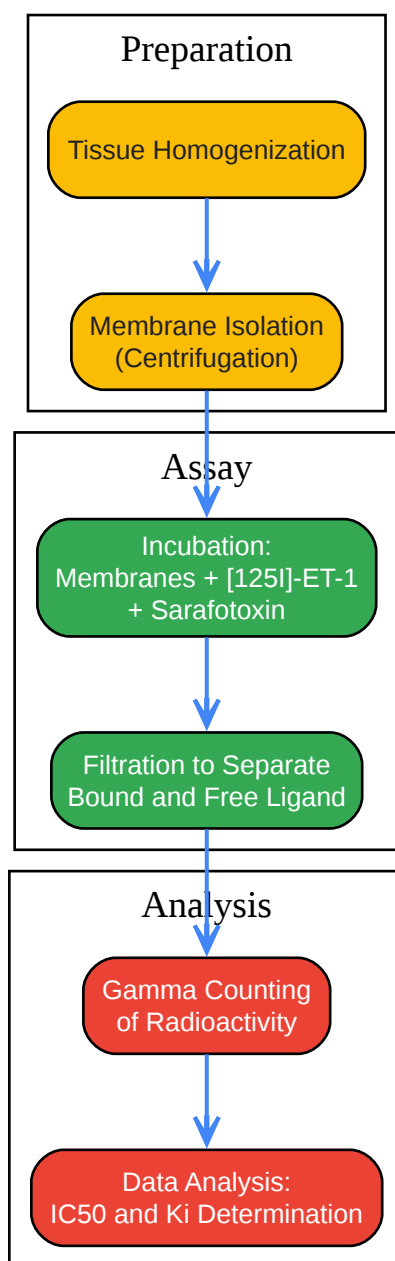 Preparation
Tissue Homogenization
Membrane Isolation
(Centrifugation)
Assay
Incubation:
Membranes + [125I]-ET-1
+ Sarafotoxin
Filtration to Separate
Bound and Free Ligand
Analysis
Gamma Counting
of Radioactivity
Data Analysis:
IC50 and Ki Determination